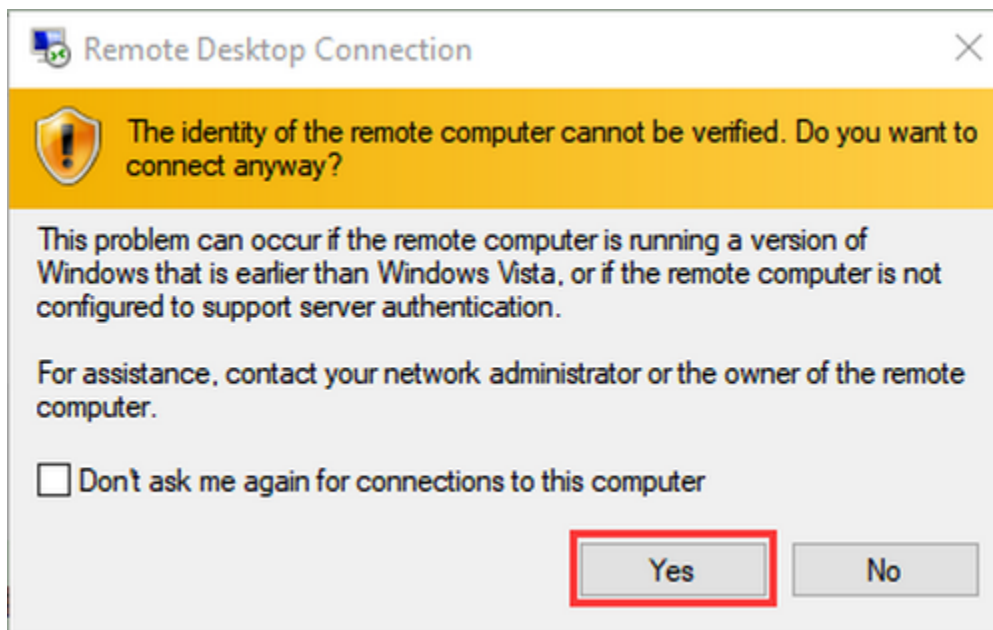 Remote Desktop Connection
The identity of the remote computer cannot be verified. Do you want to
connect anyway?
This problem can occur if the remote computer is running a version of
Windows that is earlier than Windows Vista, or if the remote computer is not
configured to support server authentication.
For assistance, contact your network administrator or the owner of the remote
computer.
Don't ask me again for connections to this computer
Yes No